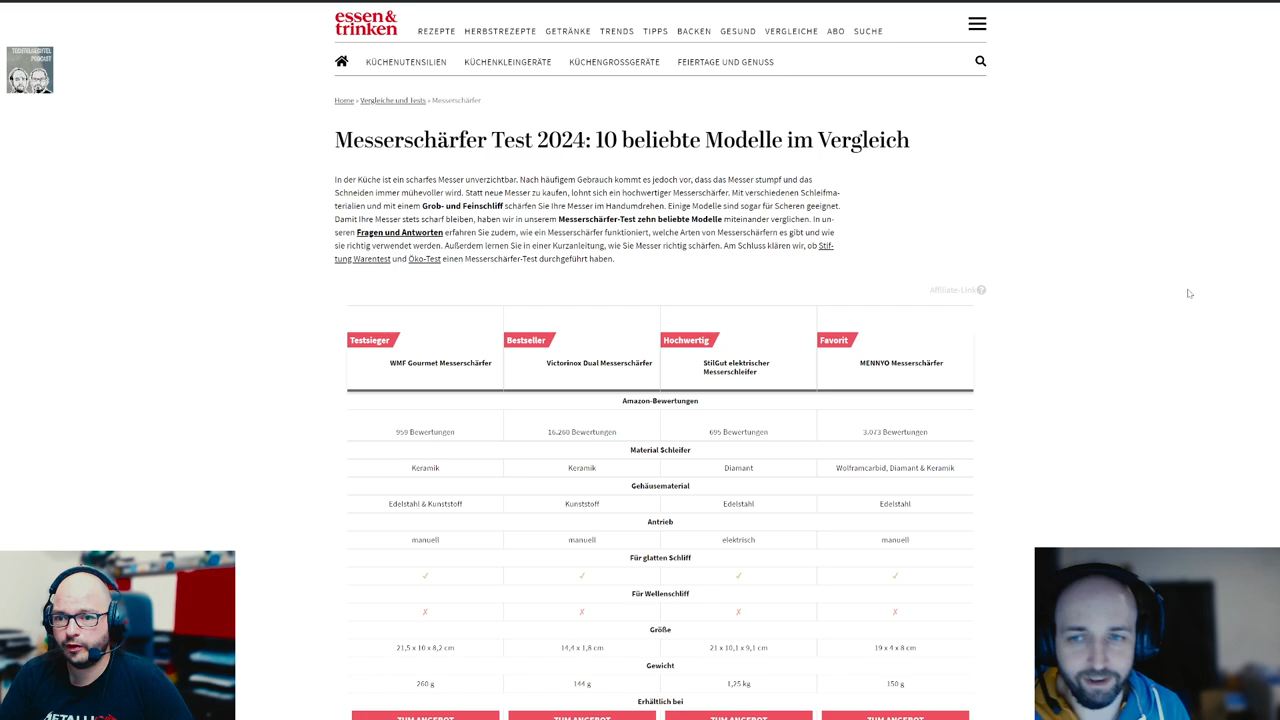 essen &
trinken
REZEPTE HERBSTREZEPTE GETRÄNKE TRENDS TIPPS BACKEN GESUND VERGLEICHE ABO SUCHE
TECHTELMECHTEL
PODCAST
KÜCHENUTENSILIEN KÜCHENKLEINGERÄTE KÜCHENGROSSGERÄTE FEIERTAGE UND GENUSS
Home » Vergleiche und Tests » Messerschärfer
Messerschärfer Test 2024: 10 beliebte Modelle im Vergleich
In der Küche ist ein scharfes Messer unverzichtbar. Nach häufigem Gebrauch kommt es jedoch vor, dass das Messer stumpf und das
Schneiden immer mühevoller wird. Statt neue Messer zu kaufen, lohnt sich ein hochwertiger Messerschärfer. Mit verschiedenen Schleifma-
terialien und mit einem Grob- und Feinschliff schärfen Sie Ihre Messer im Handumdrehen. Einige Modelle sind sogar für Scheren geeignet.
Damit Ihre Messer stets scharf bleiben, haben wir in unserem Messerschärfer-Test zehn beliebte Modelle miteinander verglichen. In un-
seren Fragen und Antworten erfahren Sie zudem, wie ein Messerschärfer funktioniert, welche Arten von Messerschärfern es gibt und wie
sie richtig verwendet werden. Außerdem lernen Sie in einer Kurzanleitung, wie Sie Messer richtig schärfen. Am Schluss klären wir, ob Stif-
tung Warentest und Öko-Test einen Messerschärfer-Test durchgeführt haben.
Affiliate-Link ?
Testsieger Bestseller Hochwertig Favorit
WMF Gourmet Messerschärfer Victorinox Dual Messerschärfer StilGut elektrischer MENNYO Messerschärfer
Messerschleifer
Amazon-Bewertungen
959 Bewertungen 16.260 Bewertungen 695 Bewertungen 3.073 Bewertungen
Material Schleifer
Keramik Keramik Diamant Wolframcarbid, Diamant & Keramik
Gehäusematerial
Edelstahl & Kunststoff Kunststoff Edelstahl Edelstahl
Antrieb
manuell manuell elektrisch manuell
Für glatten Schliff
✓ ✓ ✓ ✓
Für Wellenschliff
✗ ✗ ✗ ✗
Größe
21,5 x 10 x 8,2 cm 14,4 x 1,8 cm 21 x 10,1 x 9,1 cm 19 x 4 x 8 cm
Gewicht
260 g 144 g 1,25 kg 150 g
Erhältlich bei
ZUM ANGEBOT ZUM ANGEBOT ZUM ANGEBOT ZUM ANGEBOT